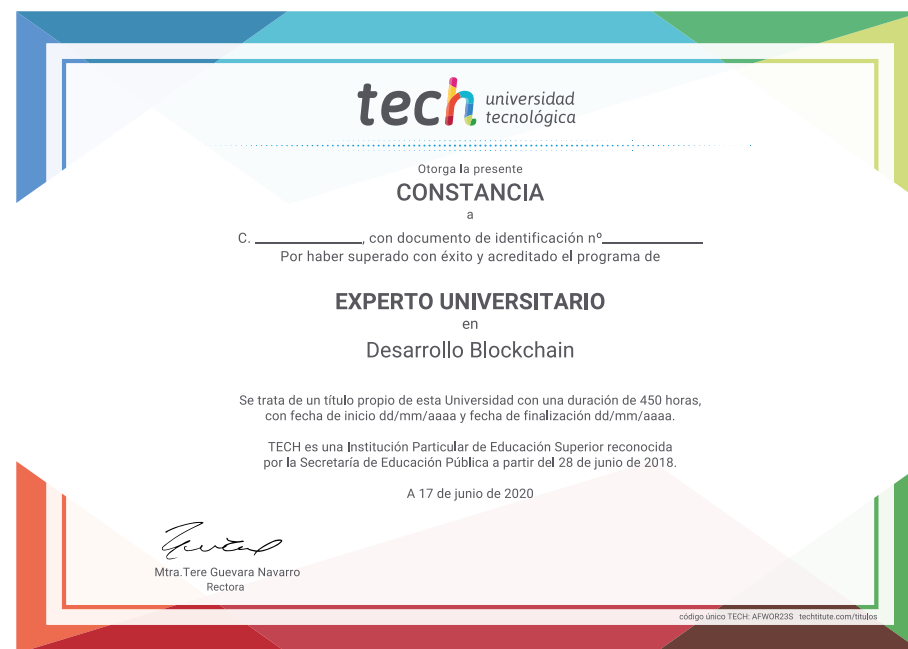 tech universidad
tecnológica
Otorga la presente
CONSTANCIA
a
C. ____________, con documento de identificación nº____________
Por haber superado con éxito y acreditado el programa de
EXPERTO UNIVERSITARIO
en
Desarrollo Blockchain
Se trata de un título propio de esta Universidad con una duración de 450 horas,
con fecha de inicio dd/mm/aaaa y fecha de finalización dd/mm/aaaa.
TECH es una Institución Particular de Educación Superior reconocida
por la Secretaría de Educación Pública a partir del 28 de junio de 2018.
A 17 de junio de 2020
Mtra.Tere Guevara Navarro
Rectora
código único TECH: AFWOR23S techtitute.com/titulos